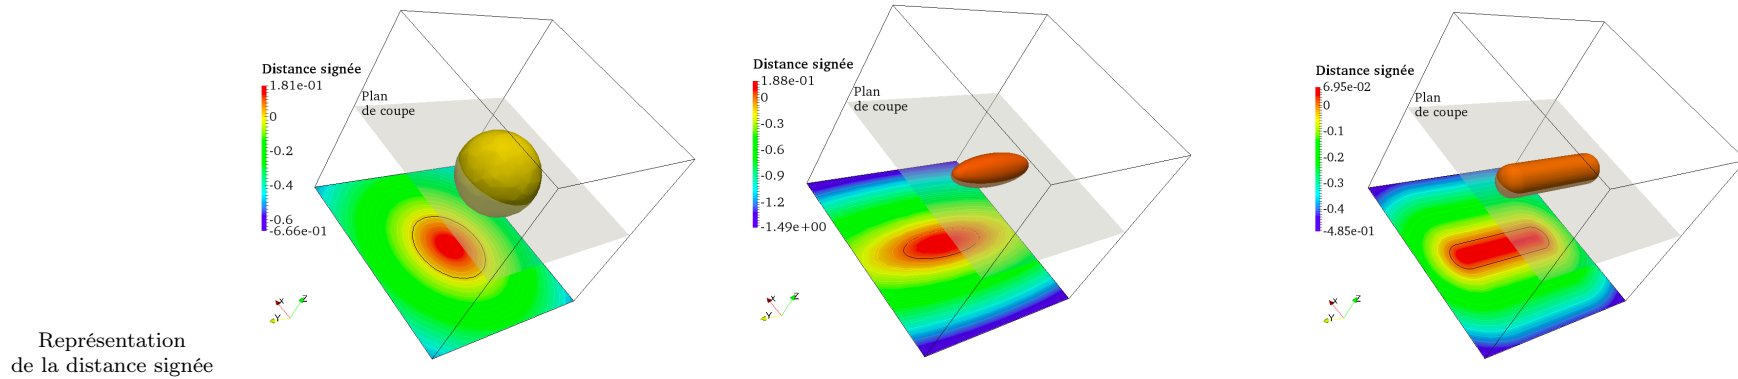 Distance signée
1.81e-01
0
-0.2
-0.4
-0.6
-6.66e-01
Plan
de coupe
X
Z
Y
Distance signée
1.88e-01
0
-0.3
-0.6
-0.9
-1.2
-1.49e+00
Plan
de coupe
X
Z
Y
Distance signée
6.95e-02
0
-0.1
-0.2
-0.3
-0.4
-4.85e-01
Plan
de coupe
X
Z
Y
Représentation
de la distance signée